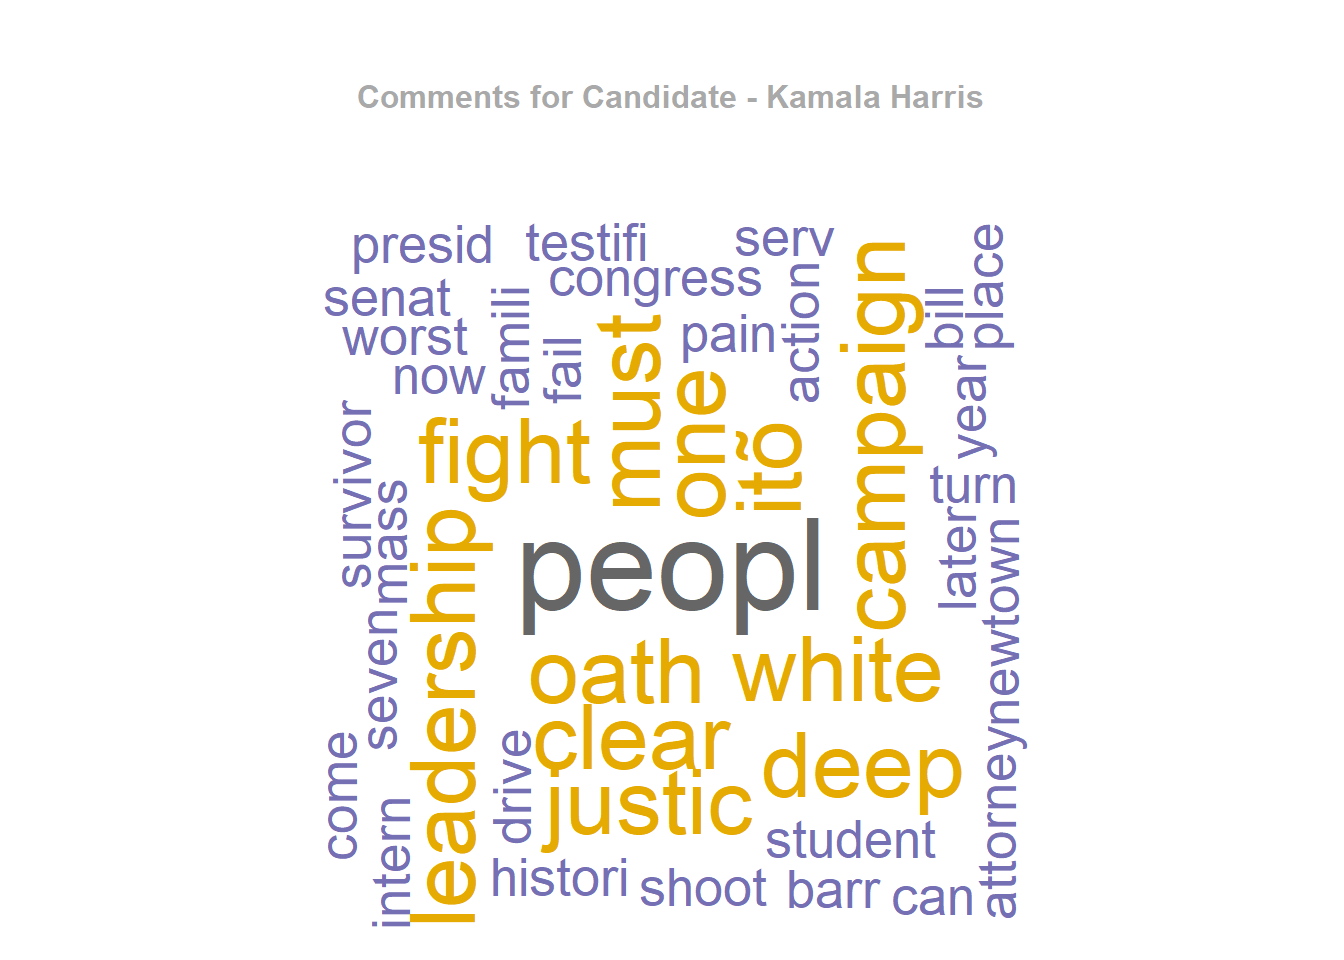 Comments for Candidate - Kamala Harris
presid
testifi
serv
senat
congress
worst
famili
fail
must
pain
action
campaign
bill
place
now
one
year
survivor
fight
itõ
turn
mass
leadership
peopl
later
newtown
seven
oath
white
clear
deep
come
drive
justic
attorney
intern
student
histori
shoot
barr
can